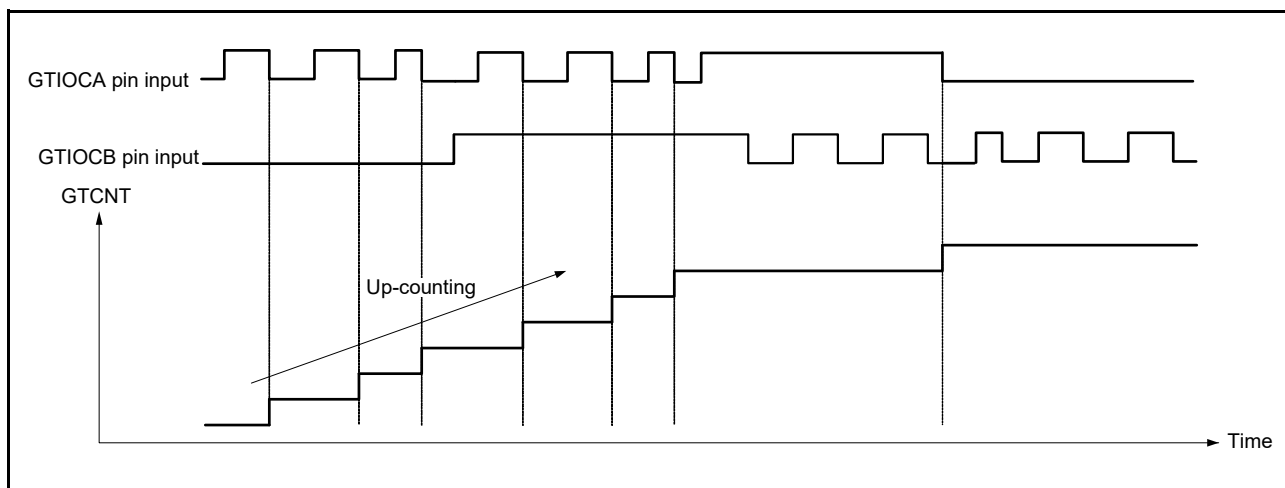 GTIOCA pin input
GTIOCB pin input
GTCNT
Up-counting
Time